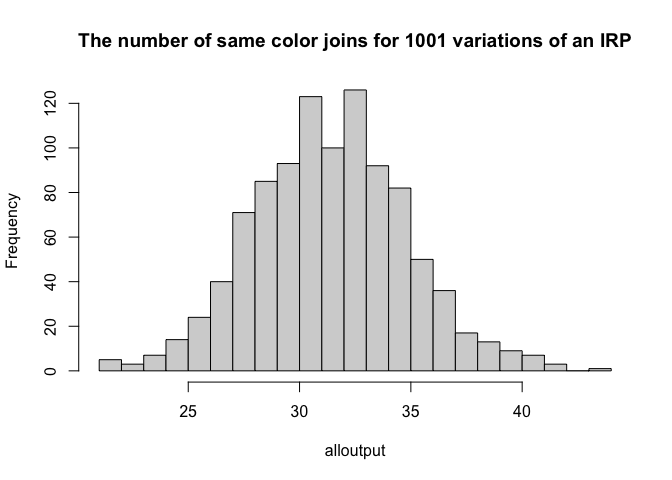 The number of same color joins for 1001 variations of an IRP
Frequency
120
100
80
60
40
20
0
25 30 35 40
alloutput